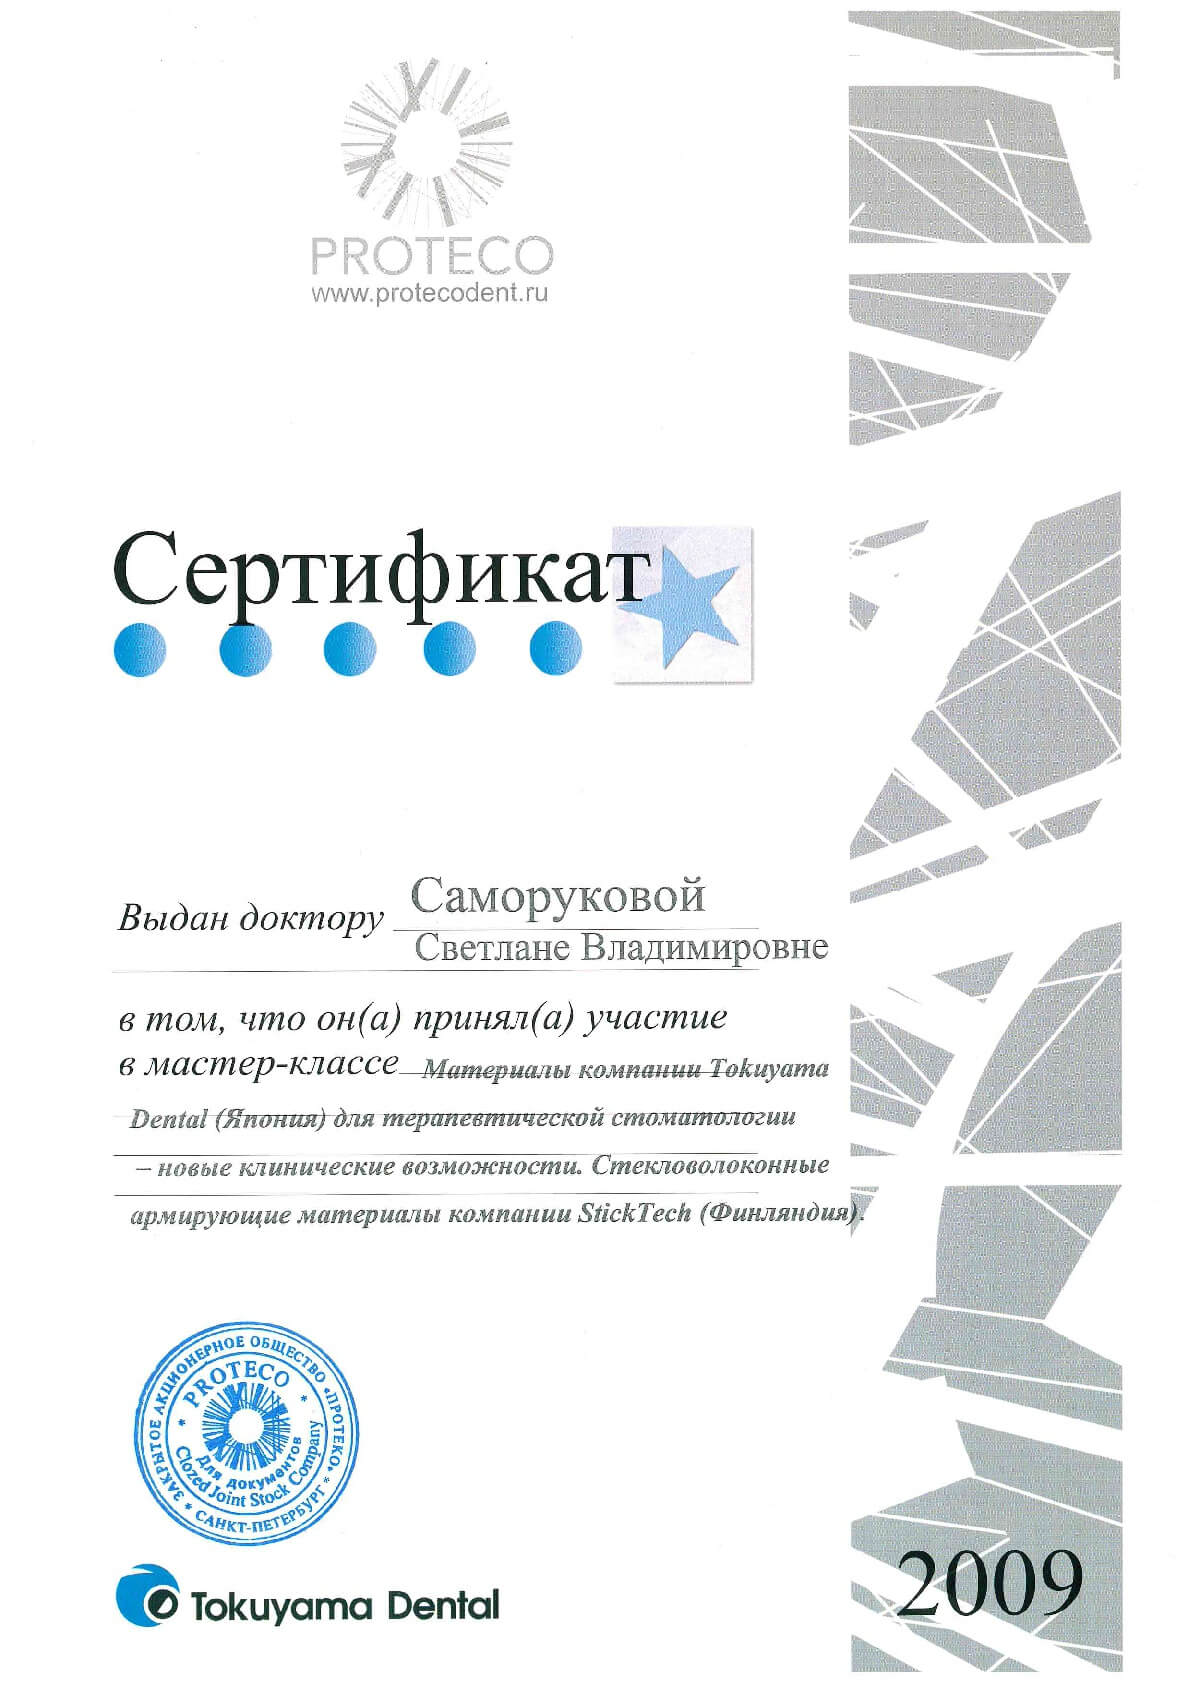 PROTECO
www.protecodent.ru
Сертификат
Выдан доктору Саморуковой
Светлане Владимировне
в том, что он(а) принял(а) участие
в мастер-классе Материалы компании Tokuyama
Dental (Япония) для терапевтической стоматологии
– новые клинические возможности. Стекловолоконные
армирующие материалы компании StickTech (Финляндия).
ЗАКРЫТОЕ АКЦИОНЕРНОЕ ОБЩЕСТВО «ПРОТЕКО»
* САНКТ-ПЕТЕРБУРГ *
* PROTECO *
Для документов
Clozed Joint Stock Company
Tokuyama Dental
2009